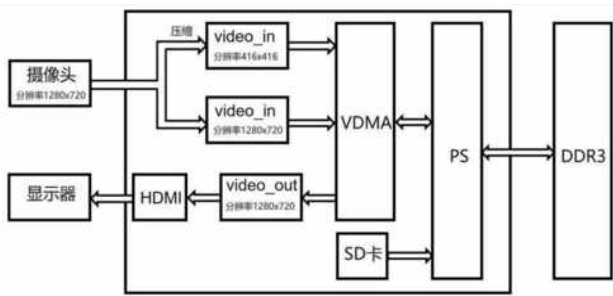 压缩
video_in
分辨率416x416
摄像头
分辨率1280x720
video_in
分辨率1280x720
VDMA
PS
DDR3
显示器
HDMI
video_out
分辨率1280x720
SD卡